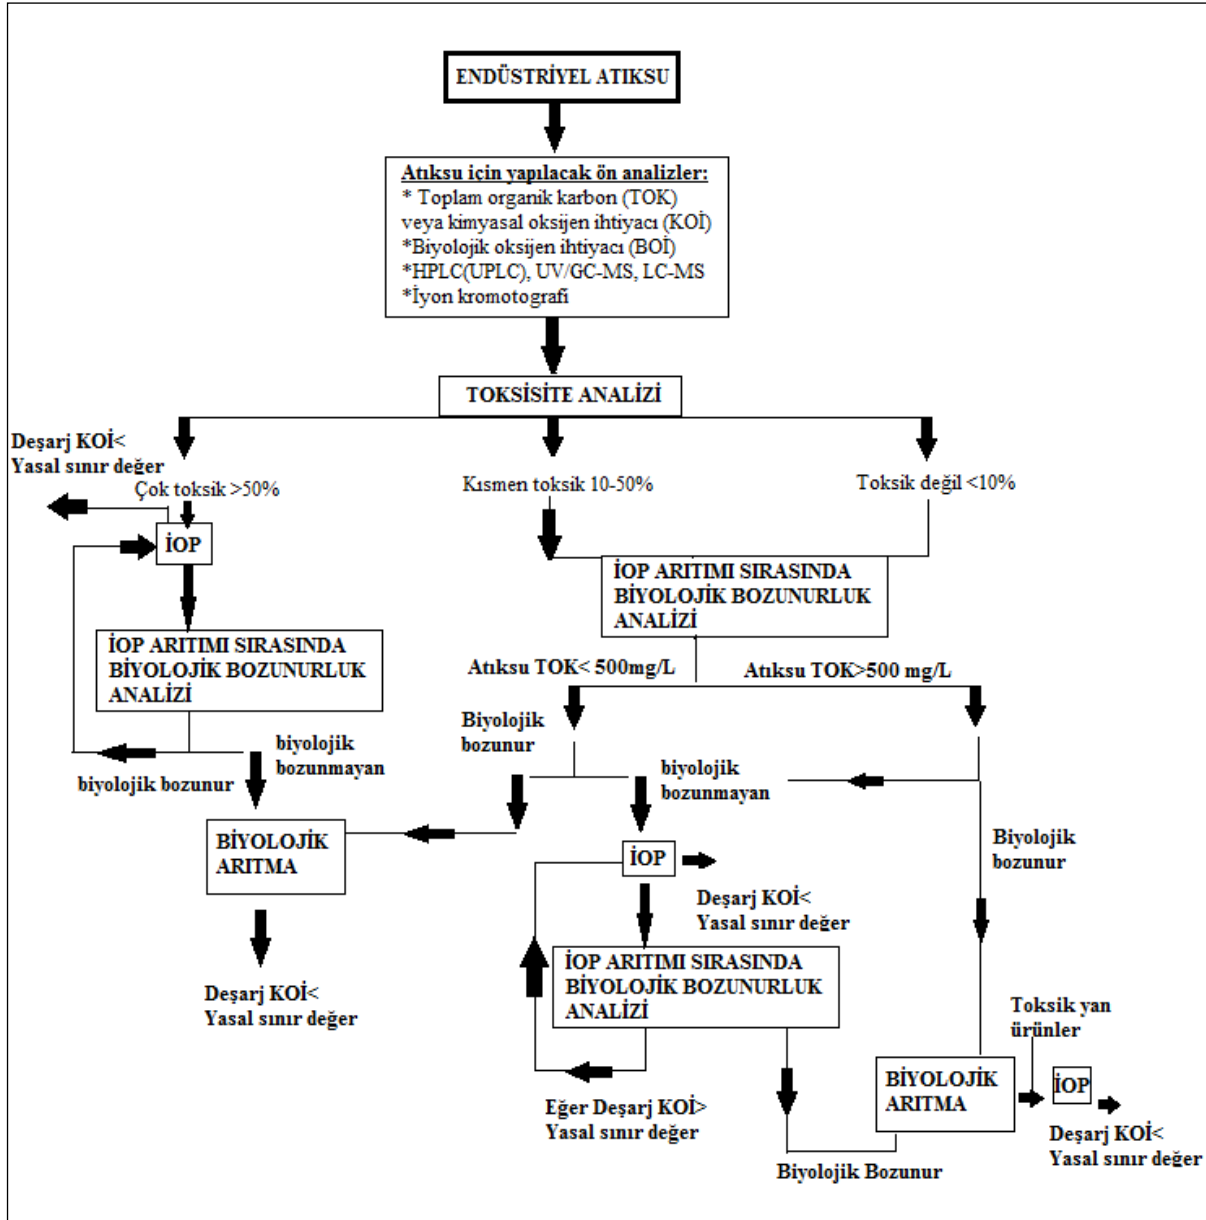 ENDÜSTRİYEL ATIKSU
Atıksu için yapılacak ön analizler:
* Toplam organik karbon (TOK)
veya kimyasal oksijen ihtiyacı (KOİ)
*Biyolojik oksijen ihtiyacı (BOİ)
*HPLC(UPLC), UV/GC-MS, LC-MS
*İyon kromotografi
TOKSİSİTE ANALİZİ
Deşarj KOİ<
Yasal sınır değer
Çok toksik >50%
Kısmen toksik 10-50%
Toksik değil <10%
İOP
İOP ARITIMI SIRASINDA
BİYOLOJİK BOZUNURLUK
ANALİZİ
İOP ARITIMI SIRASINDA
BİYOLOJİK BOZUNURLUK
ANALİZİ
Atıksu TOK< 500mg/L
Atıksu TOK>500 mg/L
biyolojik bozunur
biyolojik
bozunmayan
Biyolojik
bozunur
biyolojik
bozunmayan
Biyolojik
bozunur
BİYOLOJİK
ARITMA
İOP
Deşarj KOİ<
Yasal sınır değer
Deşarj KOİ<
Yasal sınır değer
İOP ARITIMI SIRASINDA
BİYOLOJİK BOZUNURLUK
ANALİZİ
Toksik yan
ürünler
BİYOLOJİK
ARITMA
İOP
Eğer Deşarj KOİ>
Yasal sınır değer
Deşarj KOİ<
Yasal sınır değer
Biyolojik Bozunur